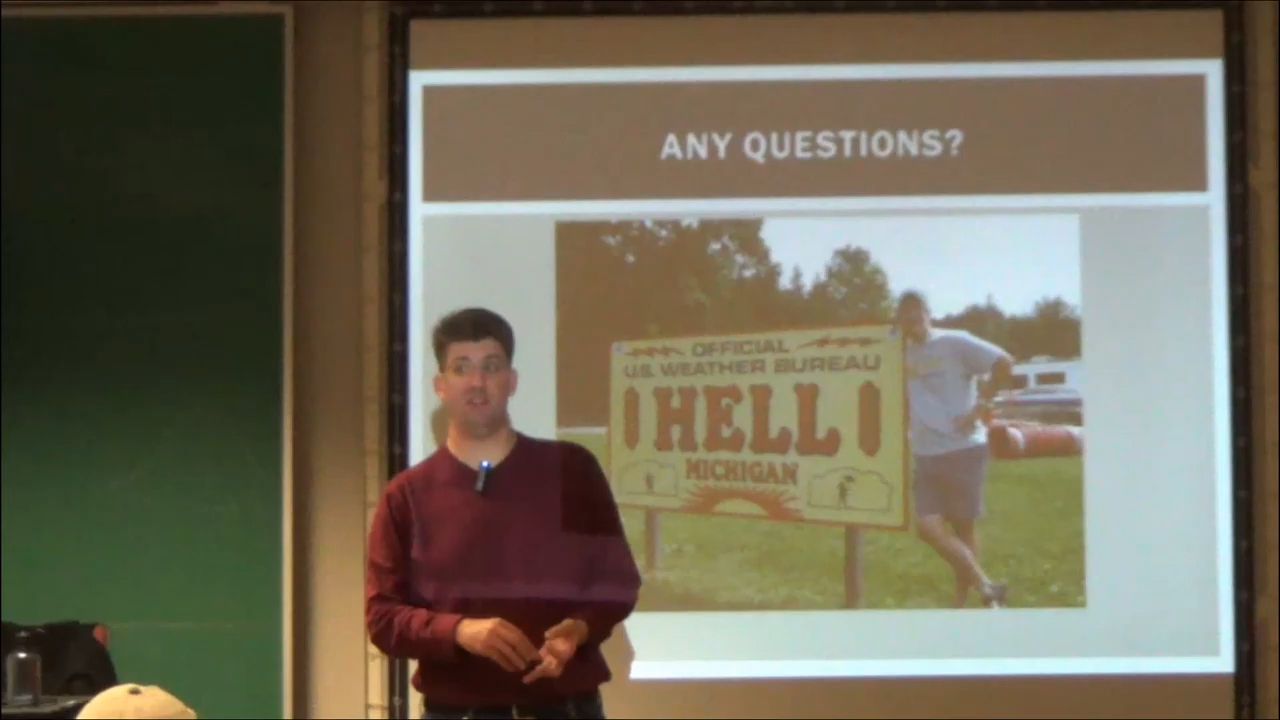 ANY QUESTIONS?
OFFICIAL
U.S. WEATHER BUREAU
HELL
MICHIGAN